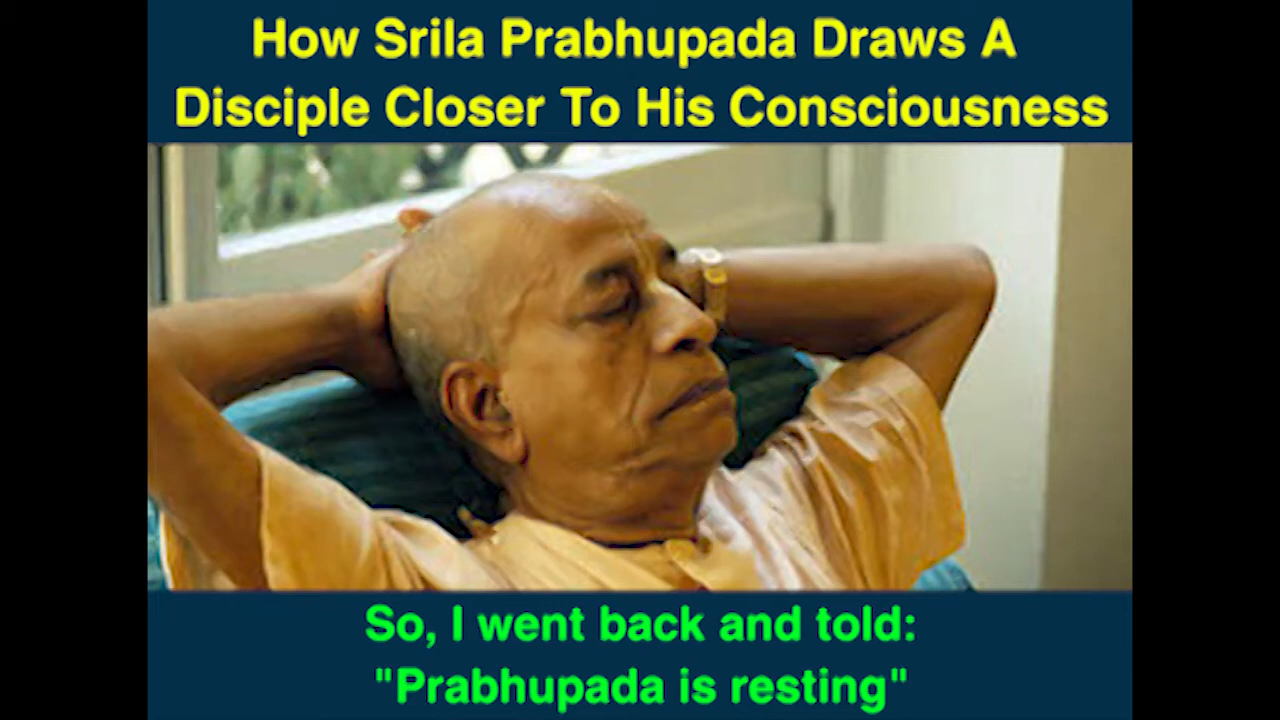 How Srila Prabhupada Draws A
Disciple Closer To His Consciousness
So, I went back and told:
"Prabhupada is resting"